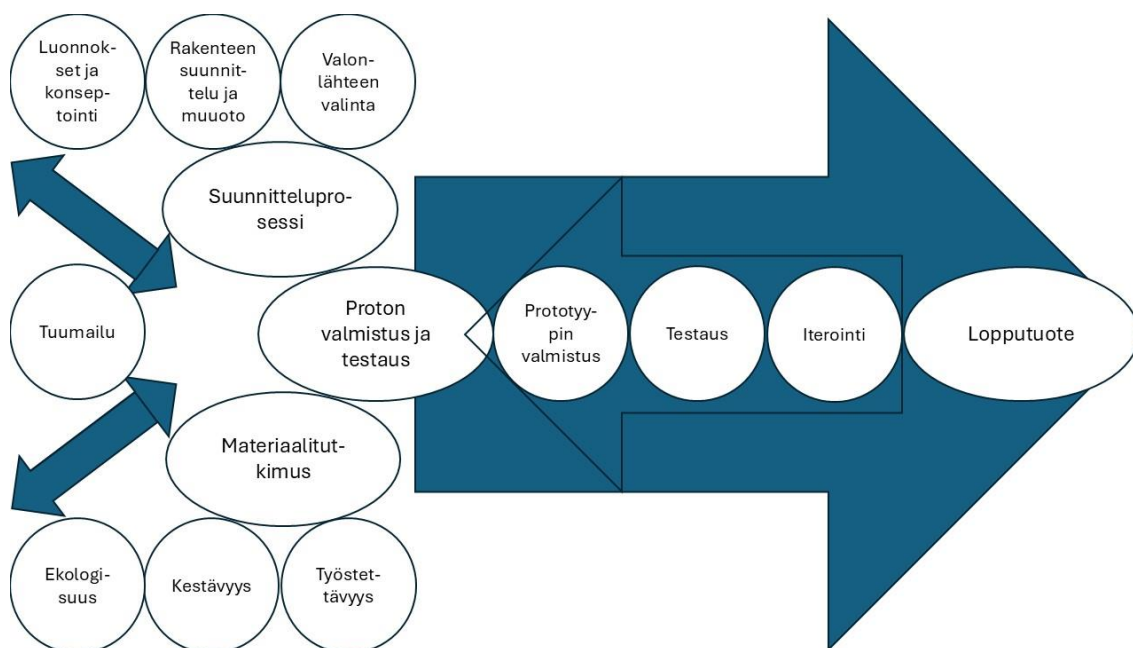 Luonnok-
set ja
konsep-
tointi
Rakenteen
suunnit-
telu ja
muuoto
Valon-
lähteen
valinta
Suunnittelupro-
sessi
Tuumailu
Proton
valmistus ja
testaus
Prototyy-
pin
valmistus
Testaus
Iterointi
Lopputuote
Materiaalitut-
kimus
Ekologi-
suus
Kestävyys
Työstet-
tävyys